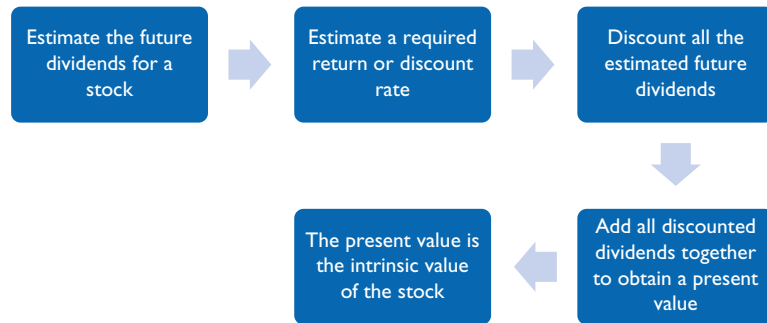 Estimate the future
dividends for a
stock
Estimate a required
return or discount
rate
Discount all the
estimated future
dividends
Add all discounted
dividends together
to obtain a present
value
The present value is
the intrinsic value
of the stock